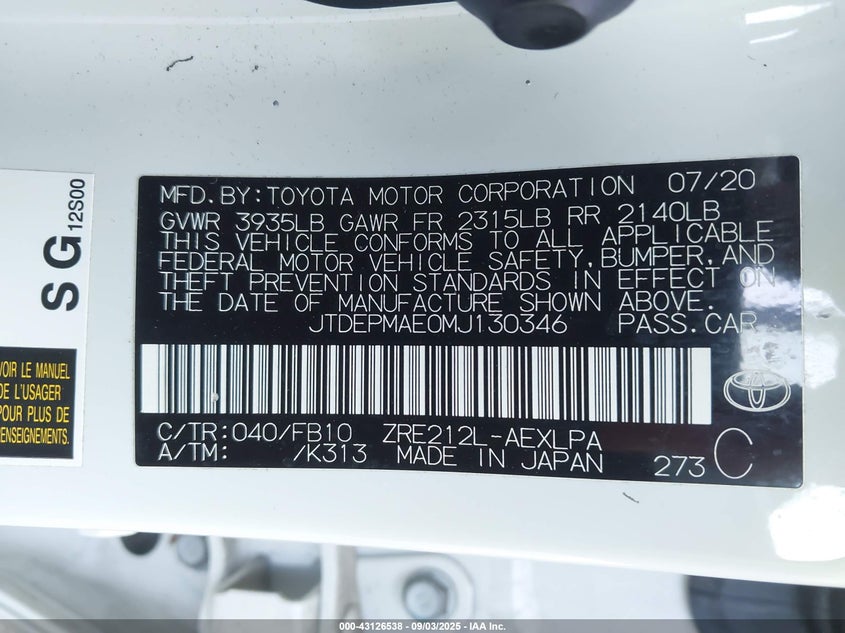 MFD.BY:TOYOTA MOTOR CORPORATION 07/20
GVWR 3935LB GAWR FR 2315LB RR 2140LB
THIS VEHICLE CONFORMS TO ALL APPLICABLE
FEDERAL MOTOR VEHICLE SAFETY, BUMPER, AND
THEFT PREVENTION STANDARDS IN EFFECT ON
THE DATE OF MANUFACTURE SHOWN ABOVE.
JTDEPMAE0MJ130346 PASS.CAR
C/TR:040/FB10 ZRE212L-AEXLPA
A/TM: /K313 MADE IN JAPAN 273 C
SG
12S00
VOIR LE MANUEL
DE L'USAGER
POUR PLUS DE
RENSEIGNEMENTS.
000-43126538 - 09/03/2025 - IAA Inc.